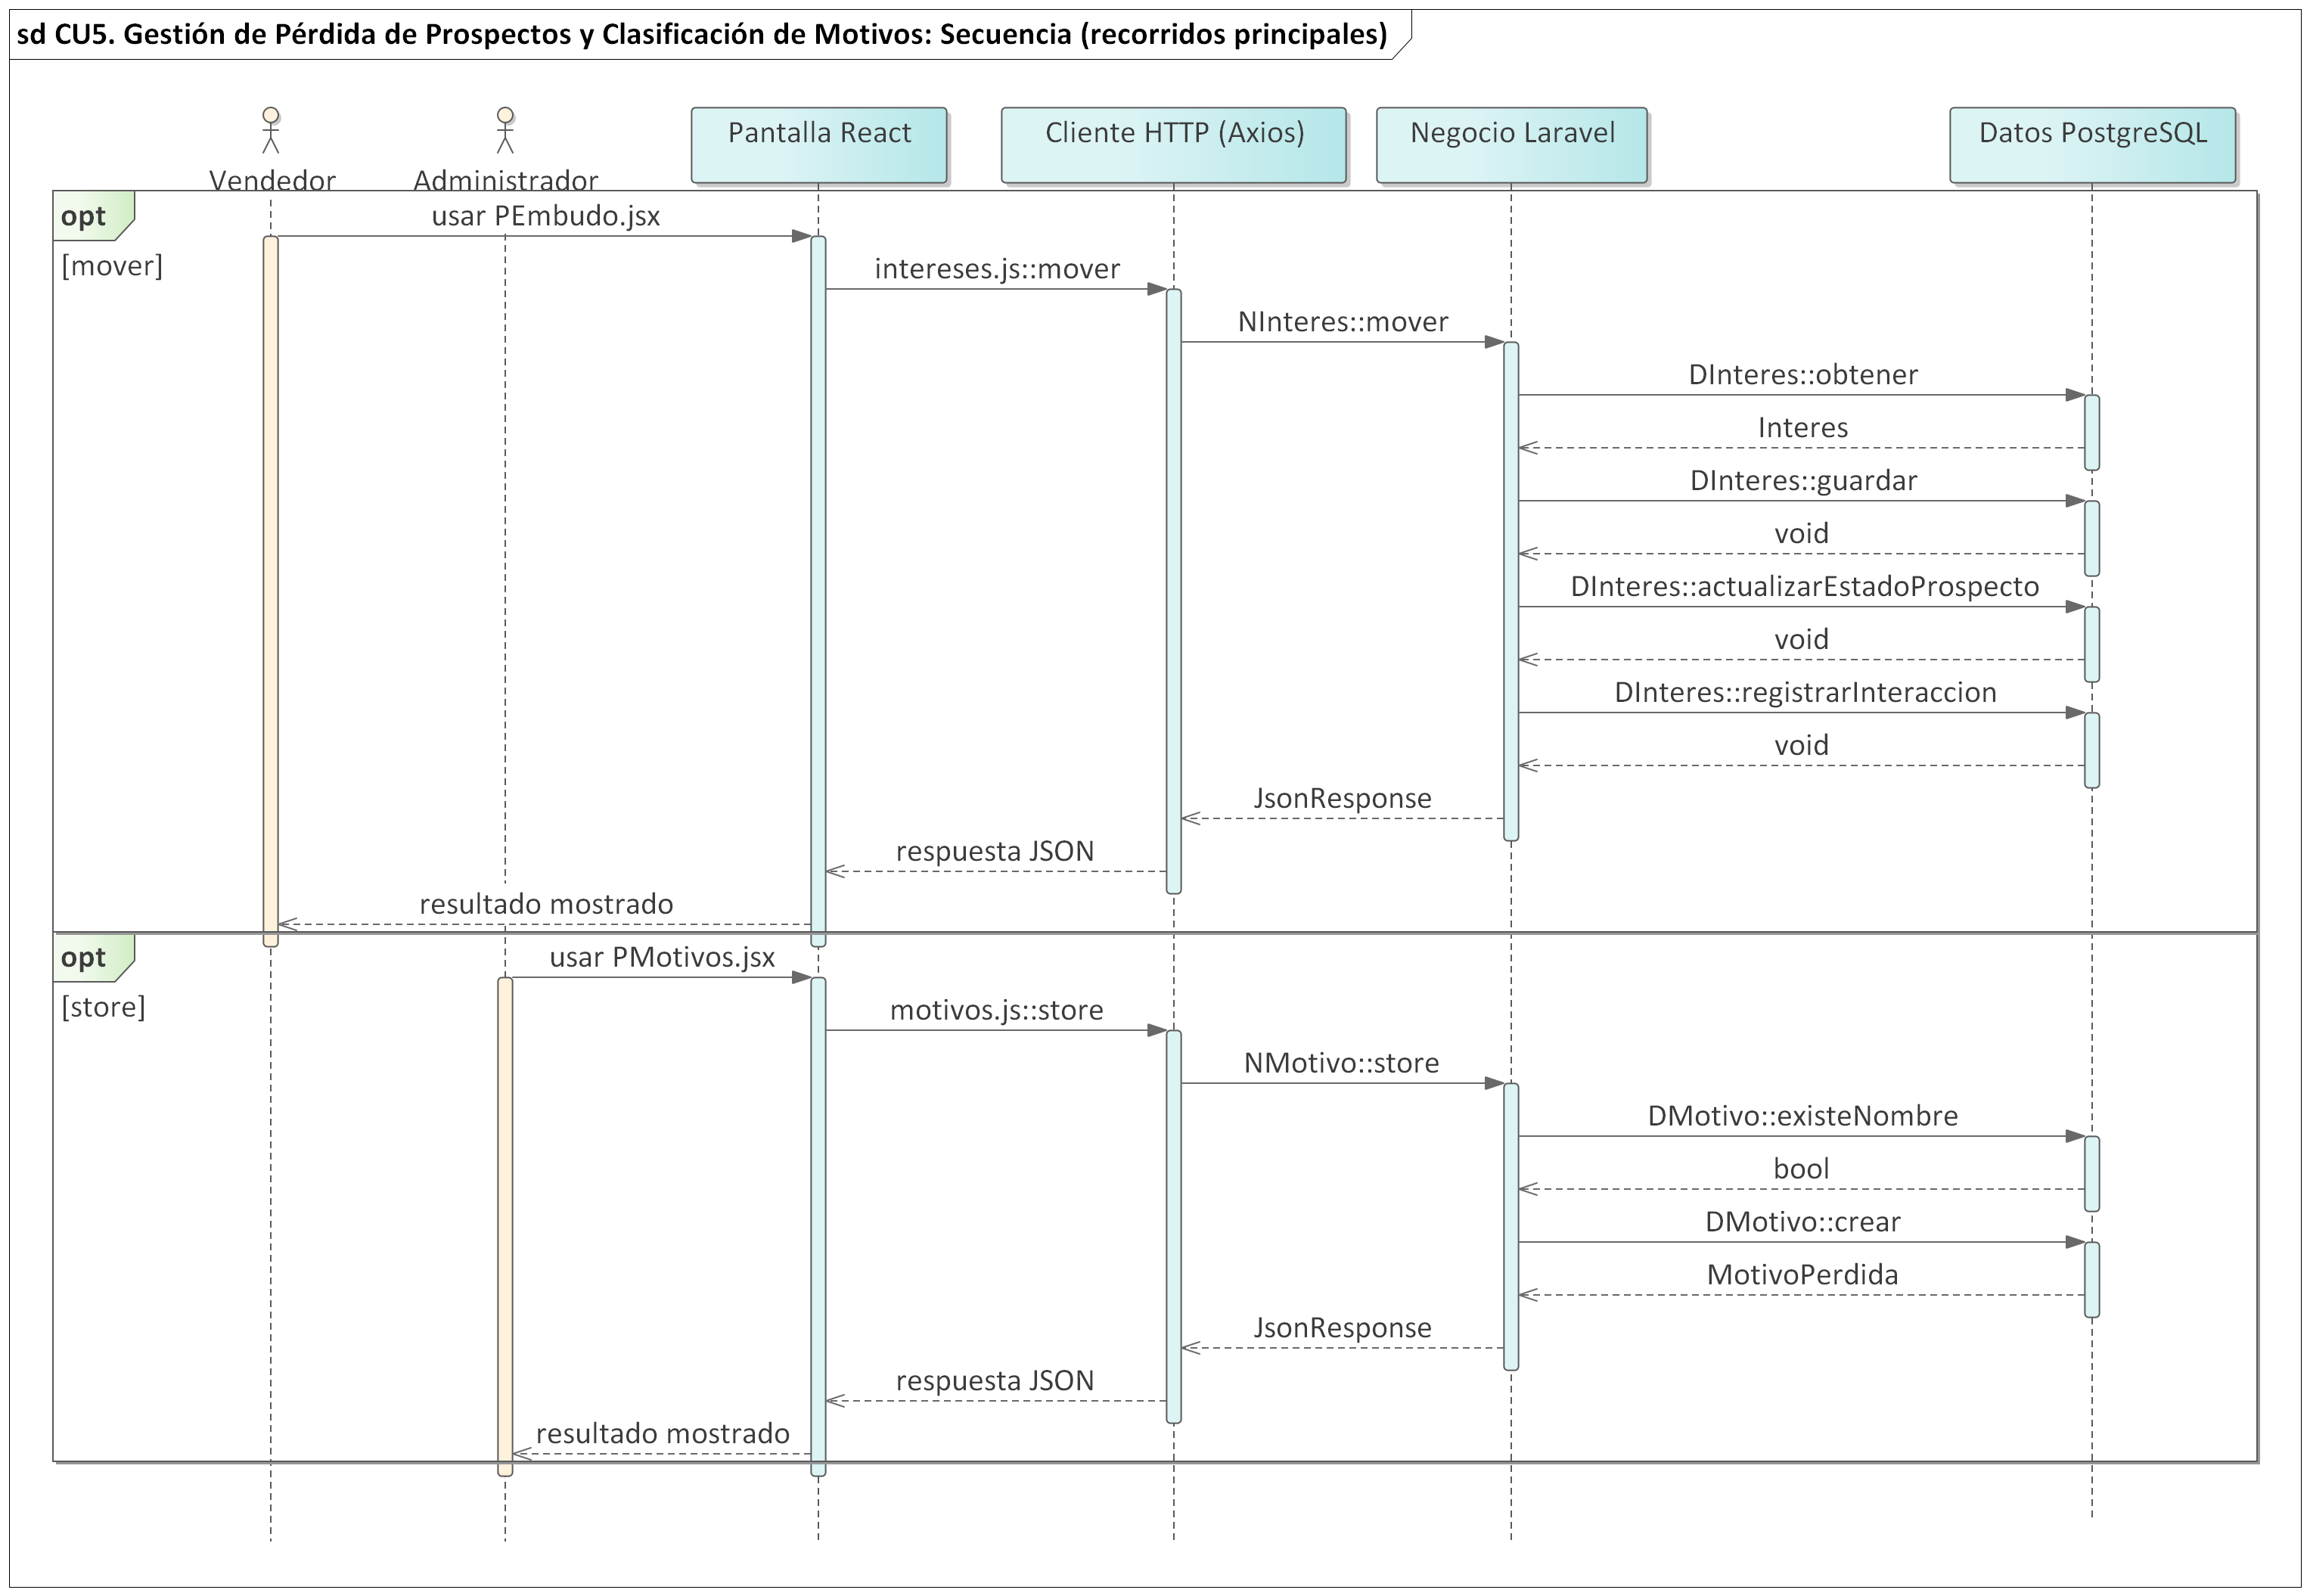 sd CU5. Gestión de Pérdida de Prospectos y Clasificación de Motivos: Secuencia (recorridos principales)
Vendedor
Administrador
Pantalla React
Cliente HTTP (Axios)
Negocio Laravel
Datos PostgreSQL
opt
[mover]
usar PEmbudo.jsx
intereses.js::mover
NInteres::mover
DInteres::obtener
Interes
DInteres::guardar
void
DInteres::actualizarEstadoProspecto
void
DInteres::registrarInteraccion
void
JsonResponse
respuesta JSON
resultado mostrado
opt
[store]
usar PMotivos.jsx
motivos.js::store
NMotivo::store
DMotivo::existeNombre
bool
DMotivo::crear
MotivoPerdida
JsonResponse
respuesta JSON
resultado mostrado